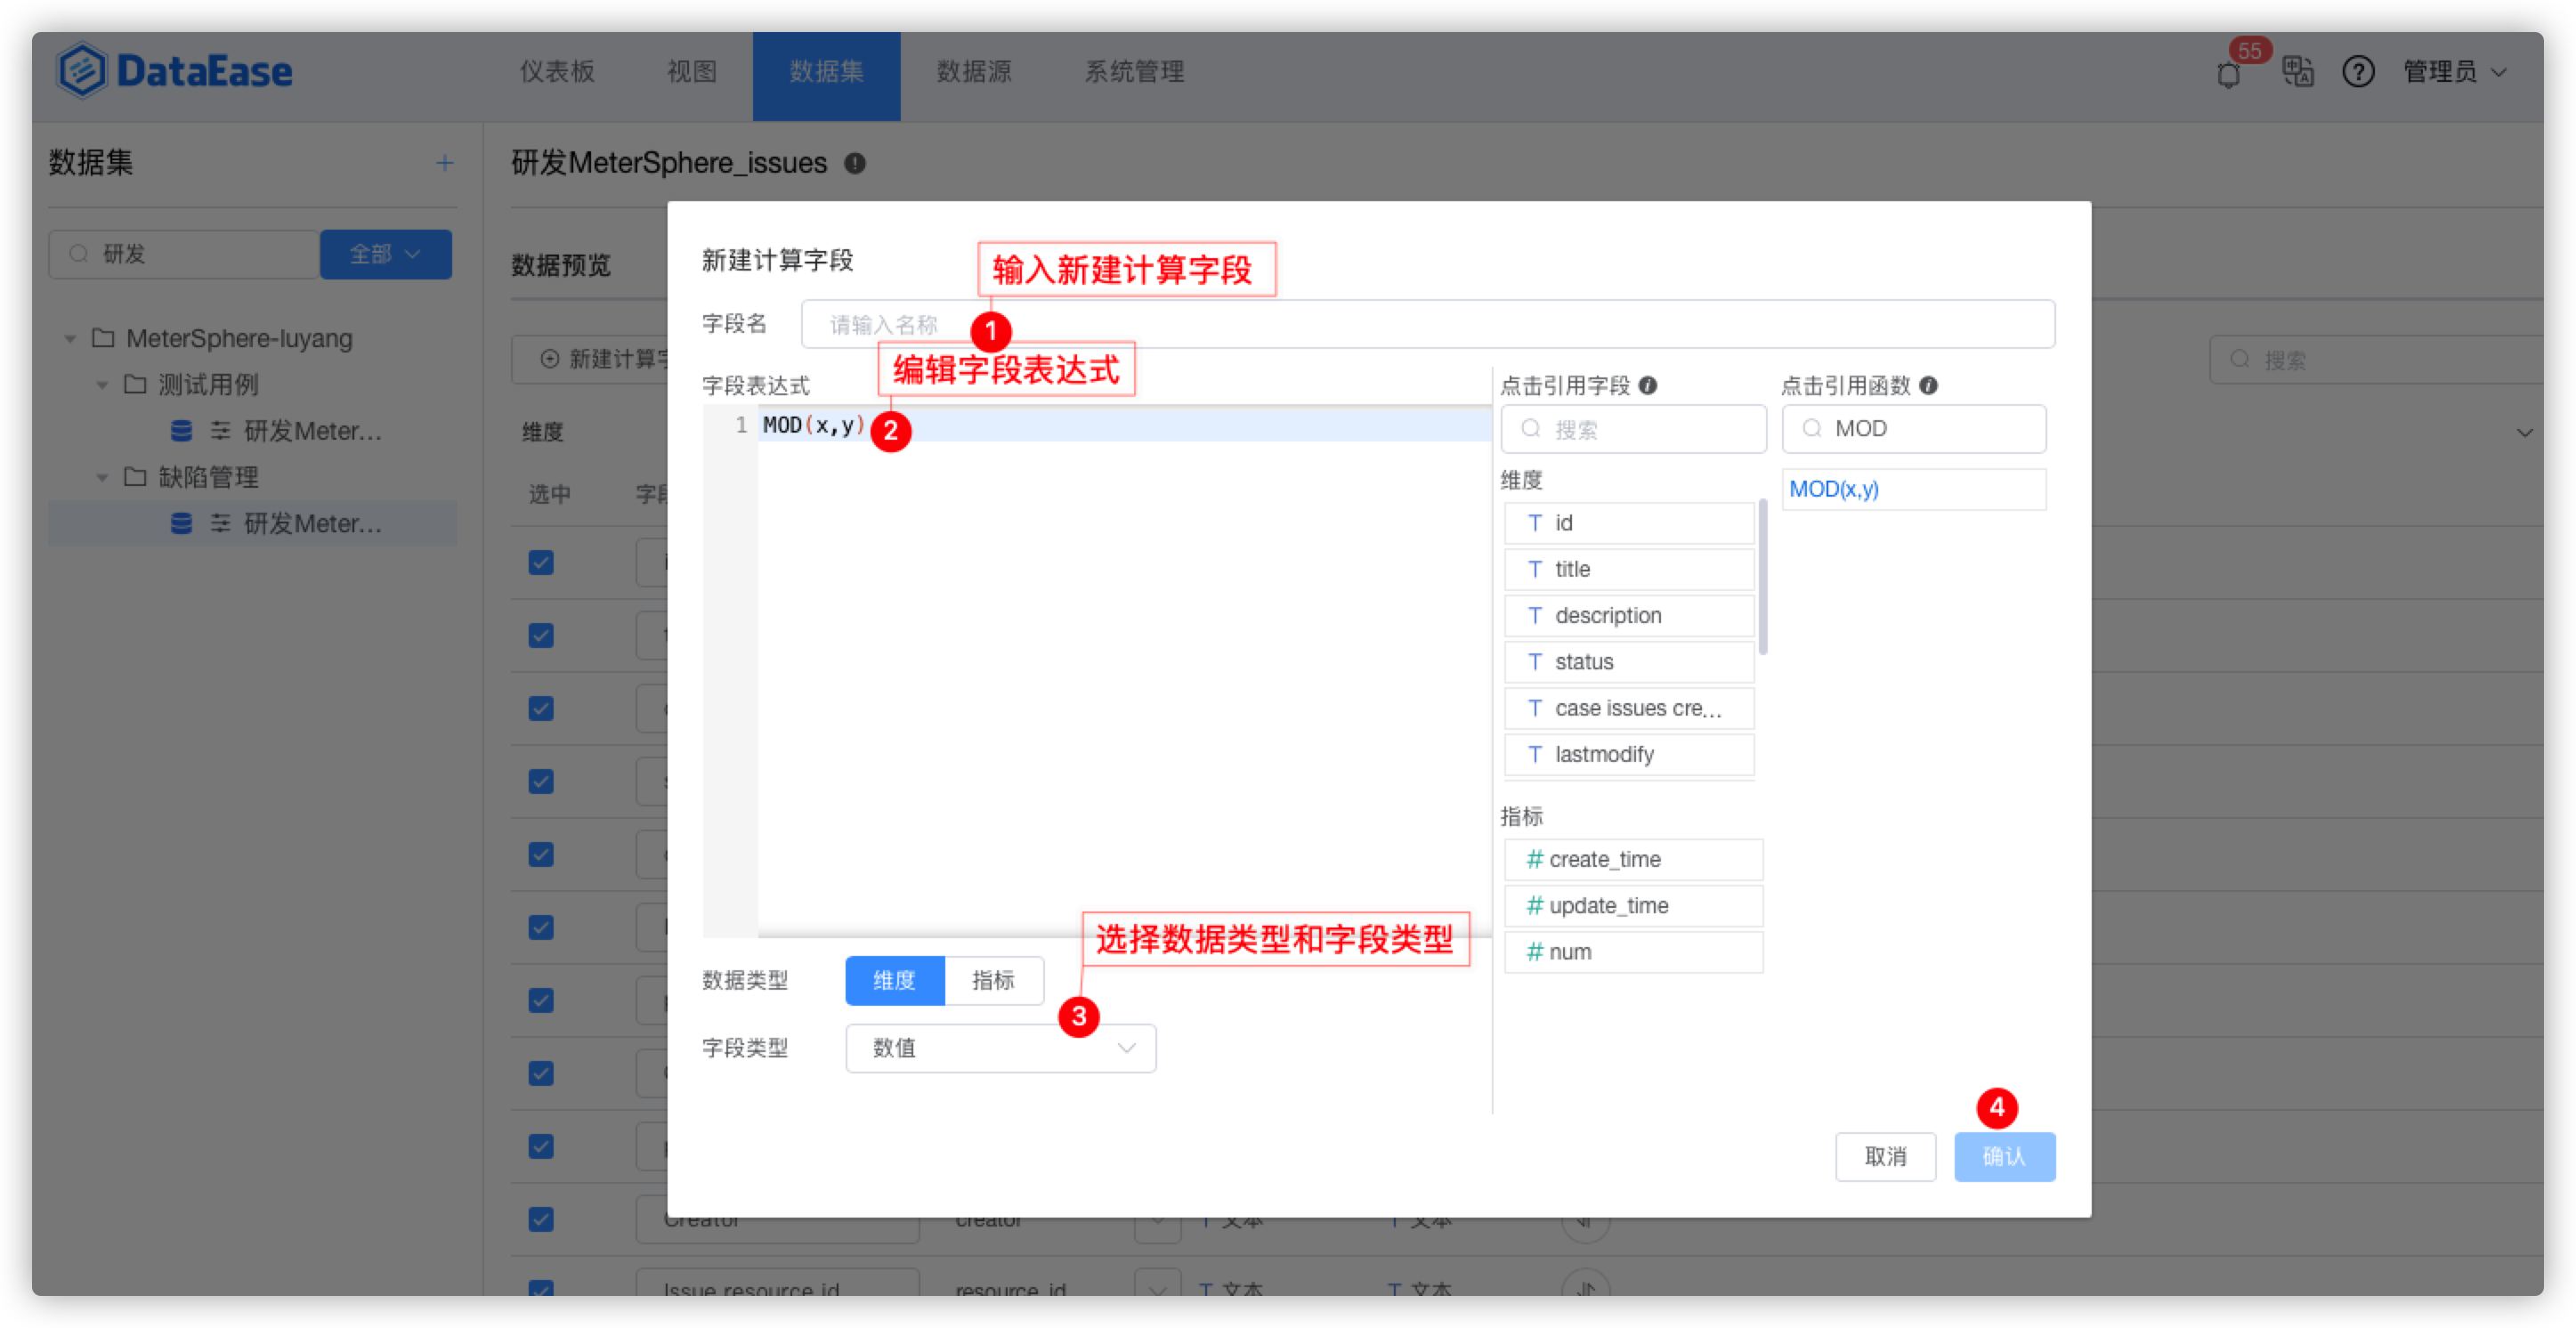 DataEase
仪表板
视图
数据集
数据源
系统管理
55
管理员
数据集
+
研发
全部
MeterSphere-luyang
测试用例
研发Meter...
缺陷管理
研发Meter...
研发MeterSphere_issues
数据预览
新建计算字
搜索
维度
选中
字段
新建计算字段
输入新建计算字段
字段名
请输入名称
1
编辑字段表达式
字段表达式
1 MOD(x,y)
2
点击引用字段
搜索
维度
T id
T title
T description
T status
T case issues cre...
T lastmodify
指标
# create_time
# update_time
# num
点击引用函数
MOD
MOD(x,y)
选择数据类型和字段类型
数据类型
维度
指标
3
字段类型
数值
4
取消
确认
Creator
creator
T 文本
T 文本
Issue resource id
resource_id
T 文本
T 文本